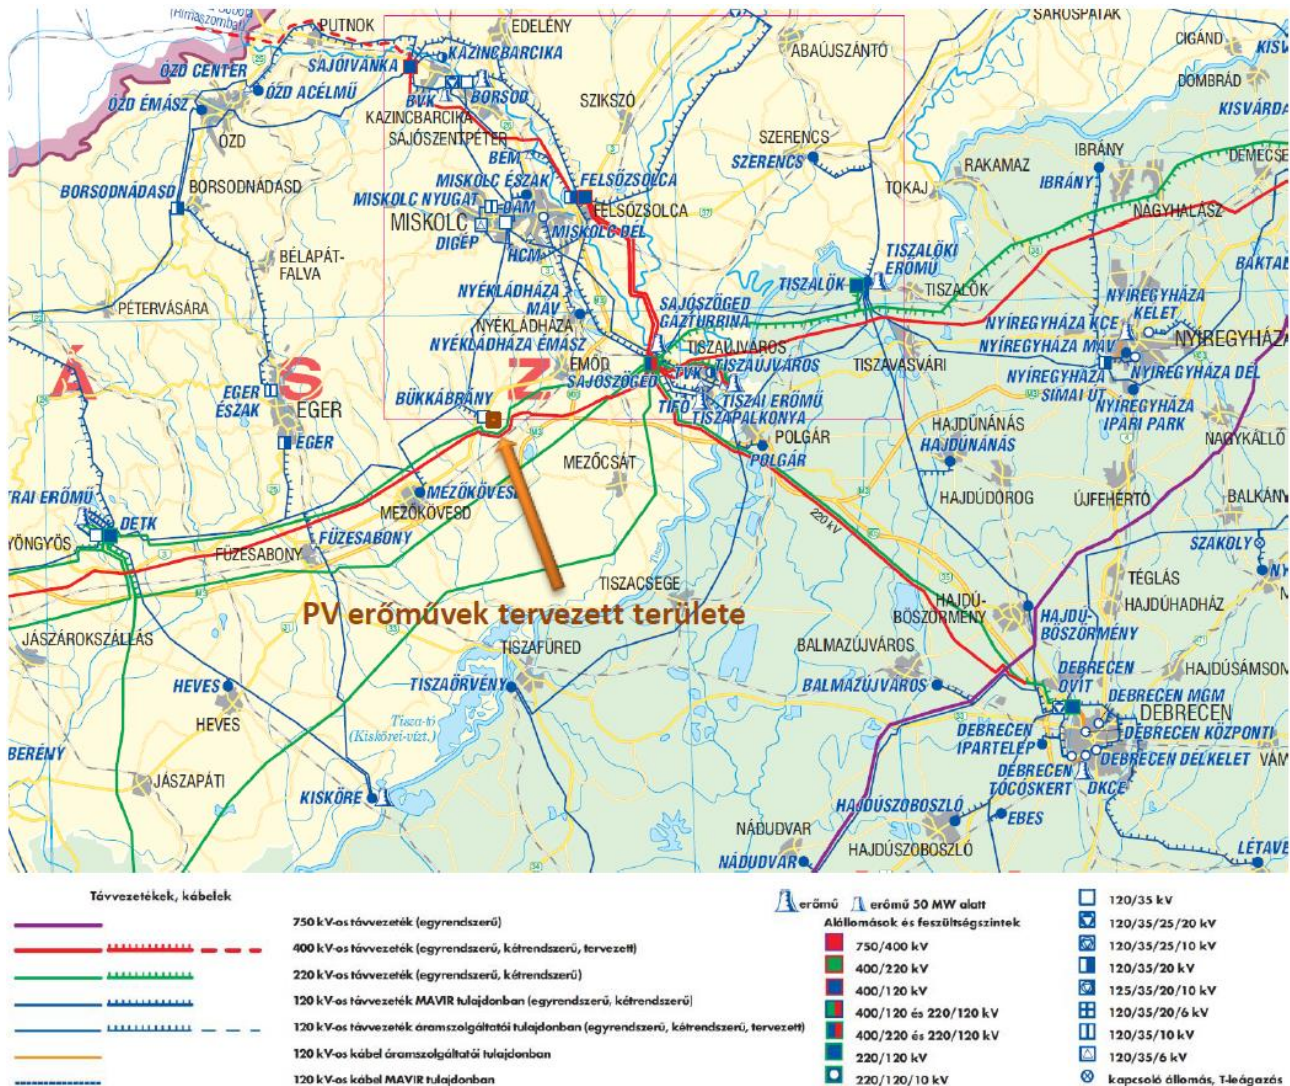 (Rimaszombat)
PUTNOK
EDELÉNY
SÁROSPATAK
KAZINCBARCIKA
ABAÚJSZÁNTÓ
CIGÁND
ÓZD CENTER
SAJÓIVÁNKA
DOMBRÁD
ÓZD ACÉLMŰ
BVK
BORSOD
SZIKSZÓ
ÓZD ÉMÁSZ
KAZINCBARCIKA
KISVÁRDA
ÓZD
SAJÓSZENTPÉTER
SZERENCS
BEM
SZERENCS
IBRÁNY
RAKAMAZ
IBRÁNY
BORSODNÁDASD
BORSODNÁDASD
MISKOLC ÉSZAK
FELSŐZSOLCA
TOKAJ
MISKOLC NYUGAT
DAM
FELSŐZSOLCA
NAGYHALÁSZ
MISKOLC
MISKOLC DÉL
DIGÉP
HCM
BÉLAPÁT-
FALVA
TISZALÖKI
ERŐMŰ
NYÉKLÁDHÁZA
MÁV
TISZALÖK
TISZALÖK
PÉTERVÁSÁRA
SAJÓSZÖGED
GÁZTURBINA
NYÍREGYHÁZA
KELET
NYÉKLÁDHÁZA
NYÍREGYHÁZA KCE
NYÉKLÁDHÁZA ÉMÁSZ
TISZAÚJVÁROS
NYÍREGYHÁZA MÁV
NYÍREGYHÁZA
Á S Z
EMŐD
TISZAVASVÁRI
SAJÓSZÖGED
TVK
TISZAÚJVÁROS
NYÍREGYHÁZA DÉL
NYÍREGYHÁZA
SIMAI ÚT
EGER
ÉSZAK
BÜKKÁBRÁNY
TIFÓ
TISZAI ERŐMŰ
TISZAPALKONYA
NYÍREGYHÁZA
IPARI PARK
EGER
HAJDÚNÁNÁS
EGER
POLGÁR
HAJDÚNÁNÁS
NAGYKÁLLÓ
POLGÁR
MEZŐCSÁT
HAJDÚDOROG
ÚJFEHÉRTÓ
MEZŐKÖVESD
MEZŐKÖVESD
BALKÁNY
DETK
220 kV
FÜZESABONY
FÜZESABONY
SZAKOLY
TISZACSEGE
TÉGLÁS
PV erőművek tervezett területe
HAJDÚ-
BÖSZÖRMÉNY
HAJDÚHADHÁZ
HAJDÚ-
BÖSZÖRMÉNY
JÁSZÁROKSZÁLLÁS
TISZAFÜRED
BALMAZÚJVÁROS
HEVES
TISZAÖRVÉNY
BALMAZÚJVÁROS
DEBRECEN
OVIT
DEBRECEN MGM
HEVES
Tisza-tó
(Kiskörei-vízt.)
DEBRECEN
DEBRECEN
IPARTELEP
DEBRECEN KÖZPONTI
DEBRECEN DÉLKELET
JÁSZAPÁTI
DEBRECEN
TÓCÓSKERT
DKCE
KISKÖRE
HAJDÚSZOBOSZLÓ
EBES
NÁDUDVAR
HAJDÚSZOBOSZLÓ
NÁDUDVAR
Távvezetékek, kábelek
750 kV-os távvezeték (egyrendszerű)
400 kV-os távvezeték (egyrendszerű, kétrendszerű, tervezett)
220 kV-os távvezeték (egyrendszerű, kétrendszerű)
120 kV-os távvezeték MAVIR tulajdonban (egyrendszerű, kétrendszerű)
120 kV-os távvezeték áramszolgáltatói tulajdonban (egyrendszerű, kétrendszerű, tervezett)
120 kV-os kábel áramszolgáltatói tulajdonban
120 kV-os kábel MAVIR tulajdonban
erőmű erőmű 50 MW alatt
Alállomások és feszültségszintek
750/400 kV
400/220 kV
400/120 kV
400/120 és 220/120 kV
400/220 és 220/120 kV
220/120 kV
220/120/10 kV
120/35 kV
120/35/25/20 kV
120/35/25/10 kV
120/35/20 kV
125/35/20/10 kV
120/35/20/6 kV
120/35/10 kV
120/35/6 kV
kapcsoló állomás, T-leágazás